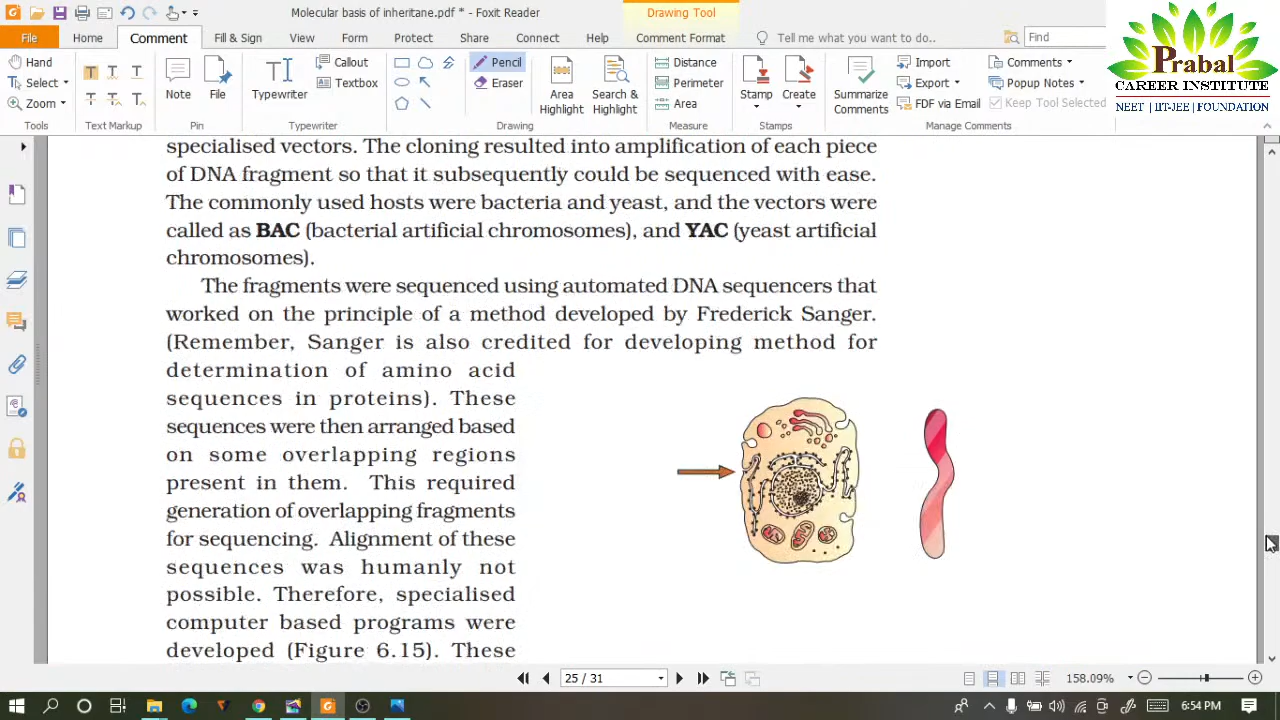 Molecular basis of inheritane.pdf * - Foxit Reader
Drawing Tool
File
Home
Comment
Fill & Sign
View
Form
Protect
Share
Connect
Help
Comment Format
Tell me what you want to do..
Find
Prabal
CAREER INSTITUTE
NEET | IIT-JEE | FOUNDATION
Hand
Select
Zoom
Tools
Text Markup
Note
File
Pin
Typewriter
Callout
Textbox
Typewriter
Pencil
Eraser
Area Highlight
Search & Highlight
Drawing
Distance
Perimeter
Area
Measure
Stamp
Create
Stamps
Summarize Comments
Import
Export
FDF via Email
Comments
Popup Notes
Keep Tool Selected
Manage Comments
specialised vectors. The cloning resulted into amplification of each piece
of DNA fragment so that it subsequently could be sequenced with ease.
The commonly used hosts were bacteria and yeast, and the vectors were
called as BAC (bacterial artificial chromosomes), and YAC (yeast artificial
chromosomes).
The fragments were sequenced using automated DNA sequencers that
worked on the principle of a method developed by Frederick Sanger.
(Remember, Sanger is also credited for developing method for
determination of amino acid
sequences in proteins). These
sequences were then arranged based
on some overlapping regions
present in them. This required
generation of overlapping fragments
for sequencing. Alignment of these
sequences was humanly not
possible. Therefore, specialised
computer based programs were
developed (Figure 6.15). These
25 / 31
158.09%
6:54 PM